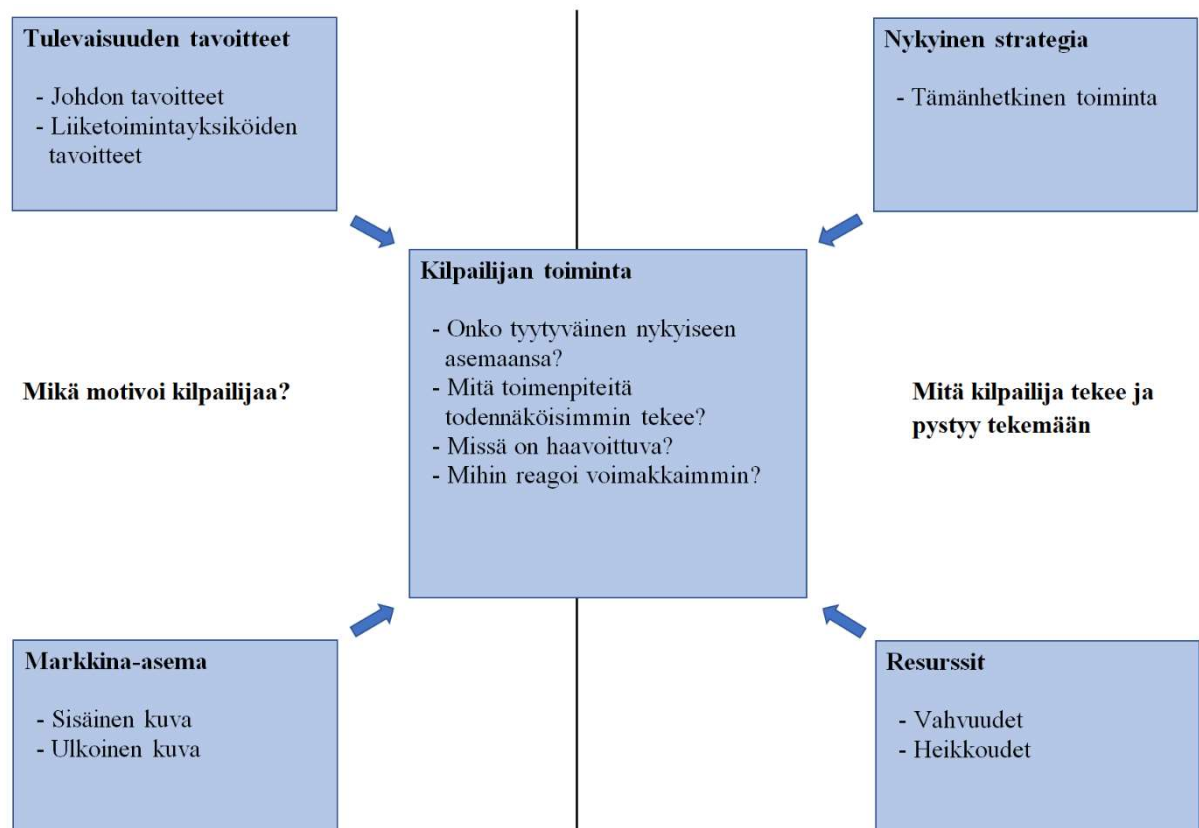 Tulevaisuuden tavoitteet
- Johdon tavoitteet
- Liiketoimintayksiköiden
tavoitteet
Nykyinen strategia
- Tämänhetkinen toiminta
Kilpailijan toiminta
- Onko tyytyväinen nykyiseen
asemaansa?
- Mitä toimenpiteitä
todennäköisimmin tekee?
- Missä on haavoittuva?
- Mihin reagoi voimakkaimmin?
Mikä motivoi kilpailijaa?
Mitä kilpailija tekee ja
pystyy tekemään
Markkina-asema
- Sisäinen kuva
- Ulkoinen kuva
Resurssit
- Vahvuudet
- Heikkoudet